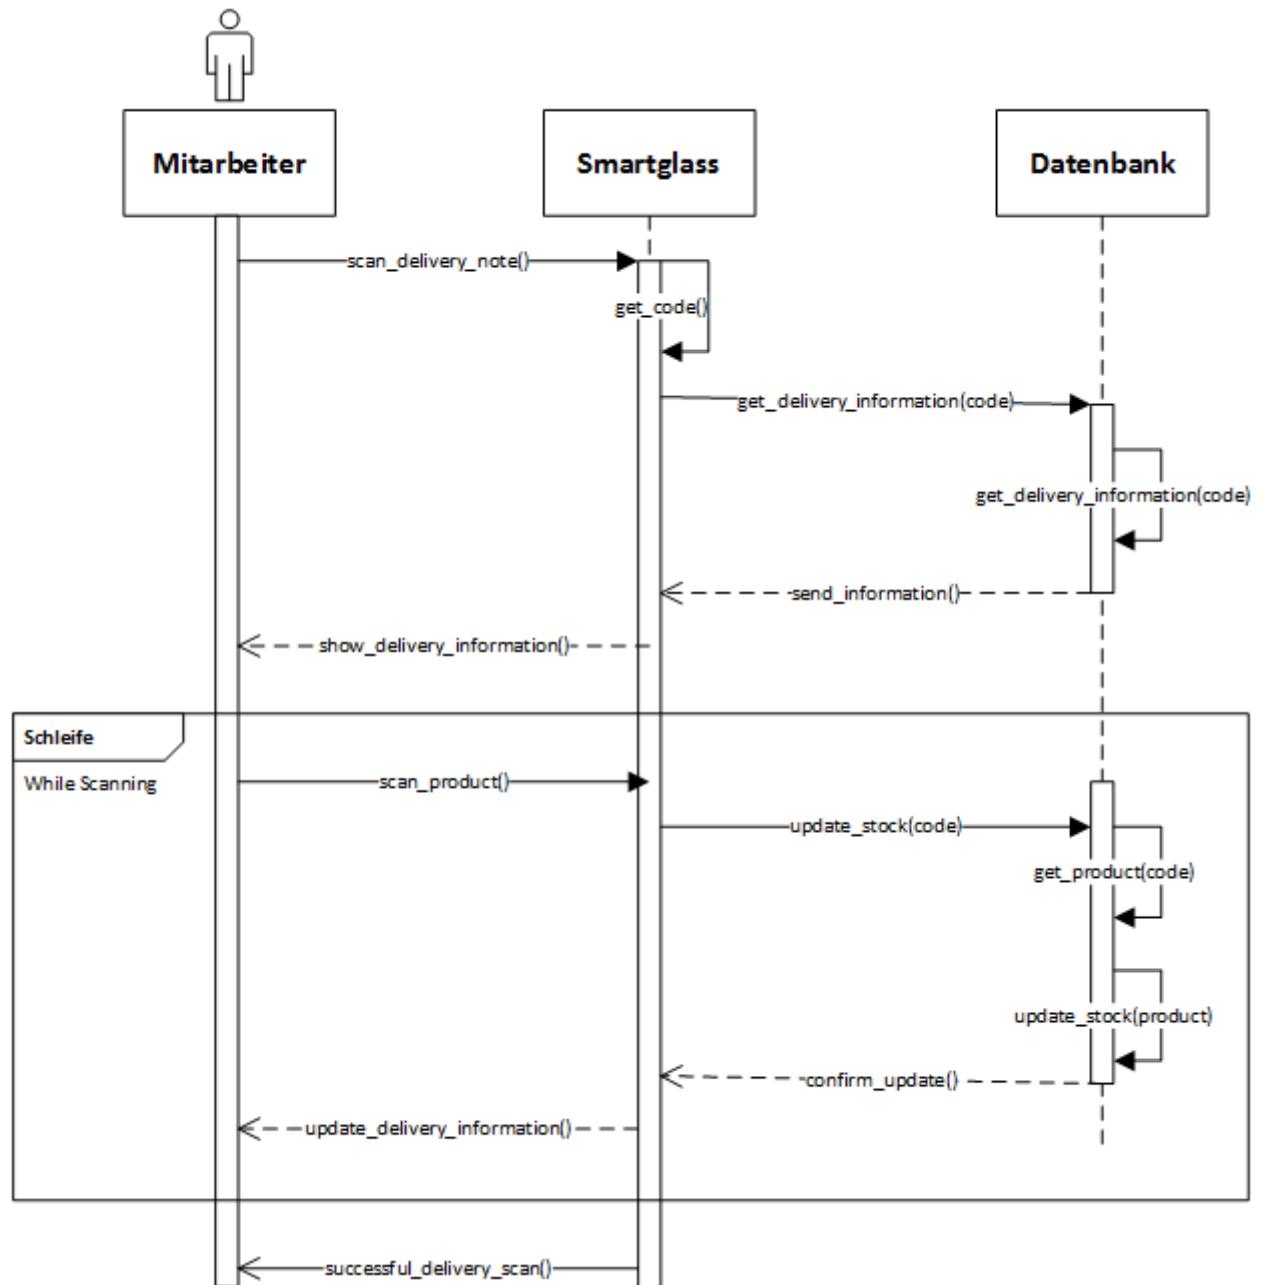 Mitarbeiter
Smartglass
Datenbank
scan_delivery_note()
get_code()
get_delivery_information(code)
get_delivery_information(code)
send_information()
show_delivery_information()
Schleife
While Scanning
scan_product()
update_stock(code)
get_product(code)
update_stock(product)
confirm_update()
update_delivery_information()
successful_delivery_scan()